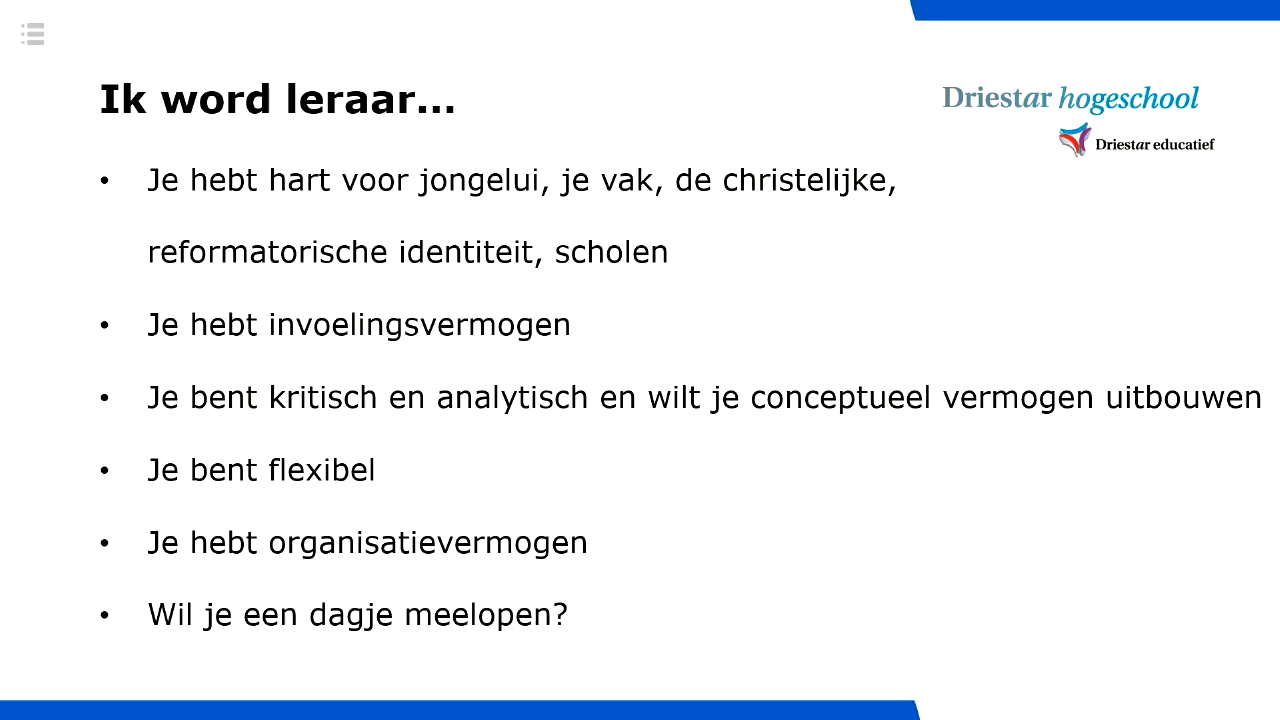 Ik word leraar...
Driestar hogeschool
Driestar educatief
• Je hebt hart voor jongelui, je vak, de christelijke,
reformatorische identiteit, scholen
• Je hebt invoelingsvermogen
• Je bent kritisch en analytisch en wilt je conceptueel vermogen uitbouwen
• Je bent flexibel
• Je hebt organisatievermogen
• Wil je een dagje meelopen?